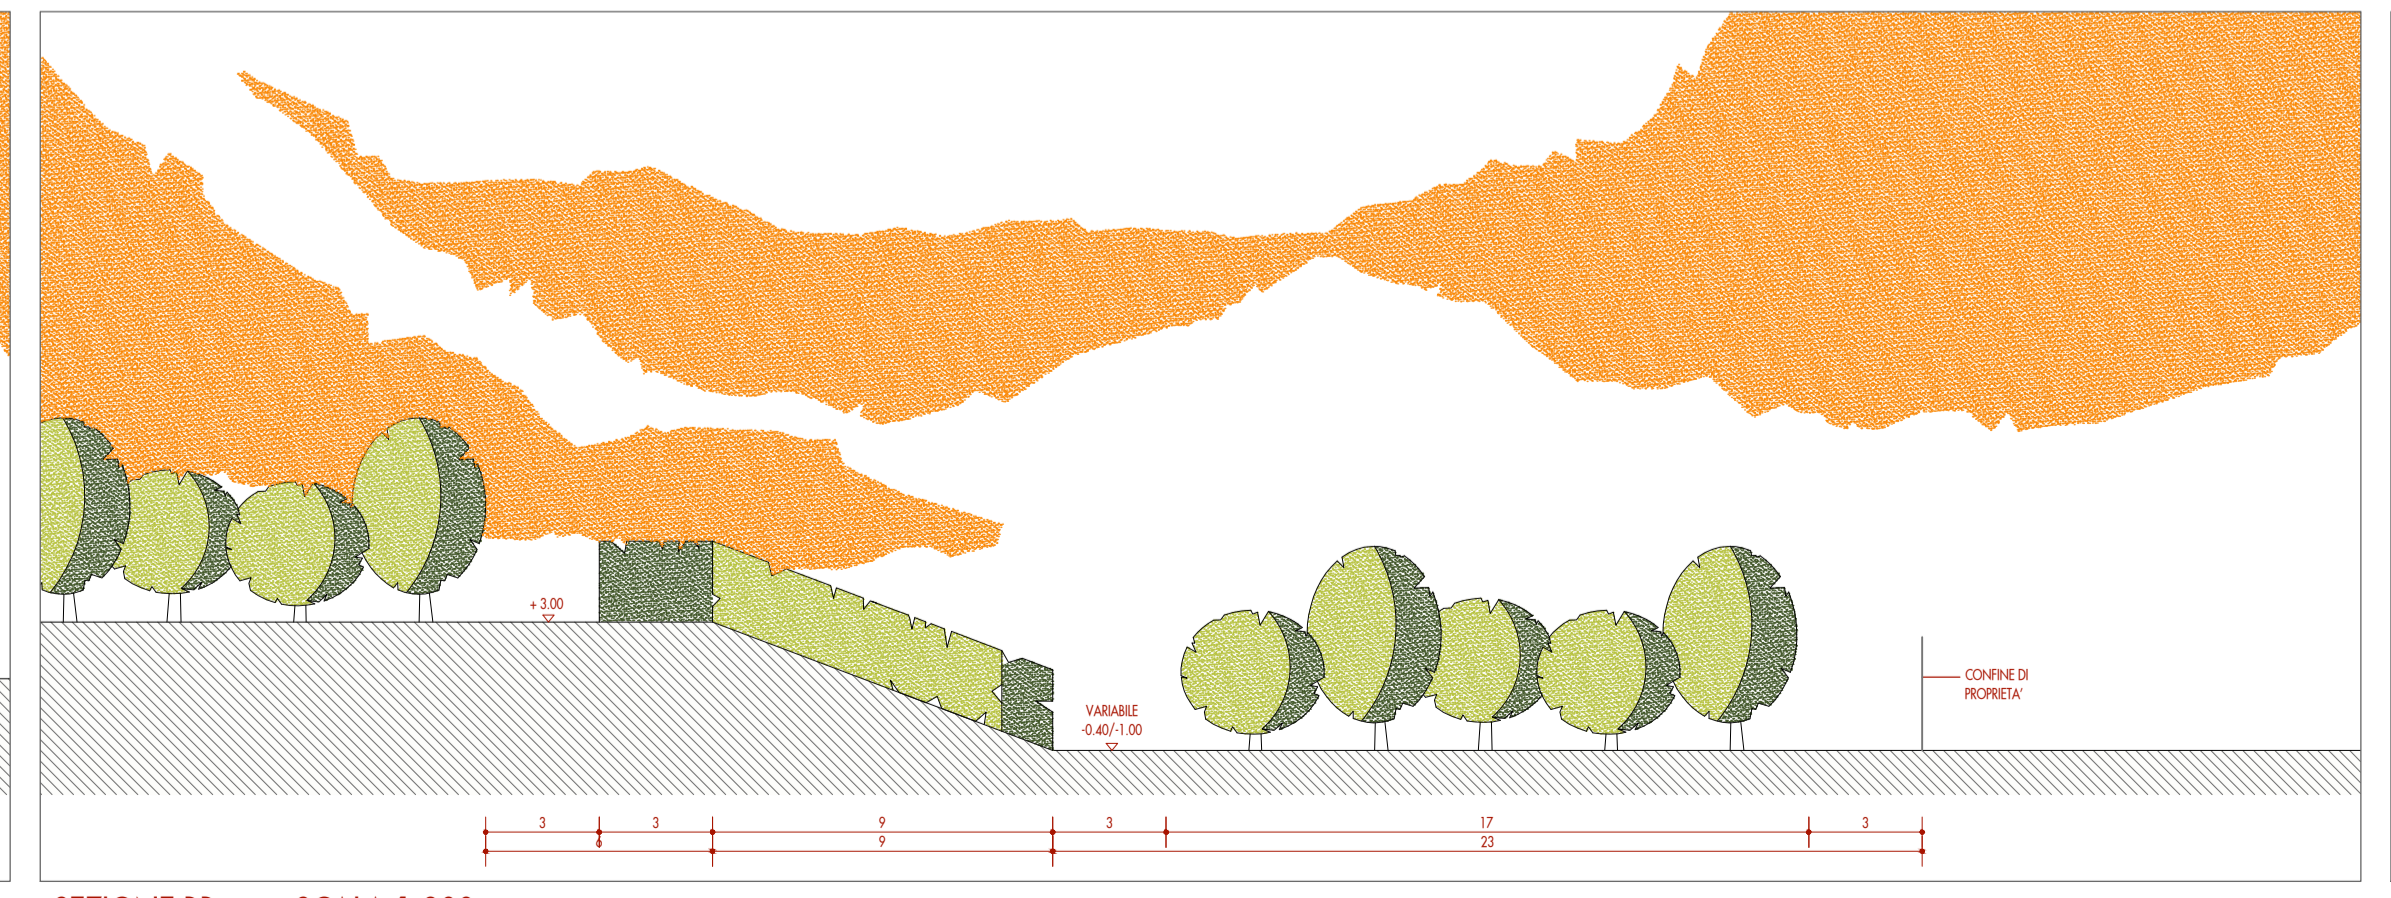 + 3.00
VARIABILE
-0.40/-1.00
CONFINE DI
PROPRIETA'
3 3 9 3 17 3
6 9 23